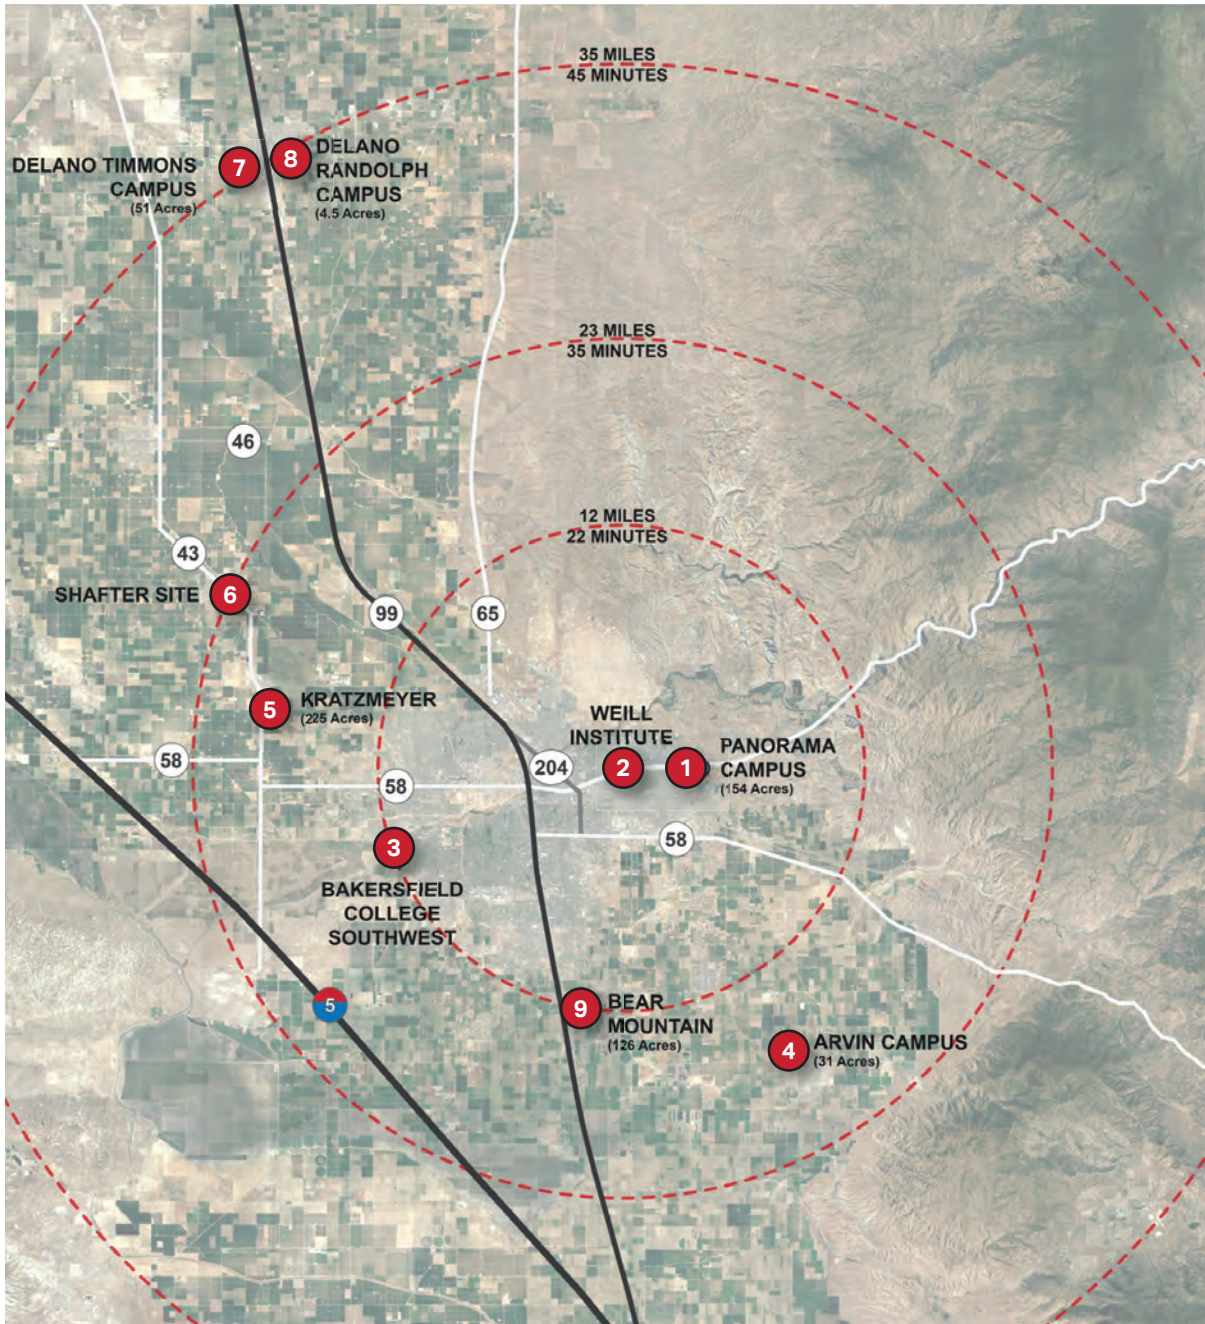 35 MILES
45 MINUTES
7
8
DELANO TIMMONS
CAMPUS
(51 Acres)
DELANO
RANDOLPH
CAMPUS
(4.5 Acres)
23 MILES
35 MINUTES
46
12 MILES
22 MINUTES
43
SHAFTER SITE
6
99
65
5
KRATZMEYER
(225 Acres)
WEILL
INSTITUTE
2
1
PANORAMA
CAMPUS
(154 Acres)
58
204
58
58
3
BAKERSFIELD
COLLEGE
SOUTHWEST
5
9
BEAR
MOUNTAIN
(126 Acres)
4
ARVIN CAMPUS
(31 Acres)